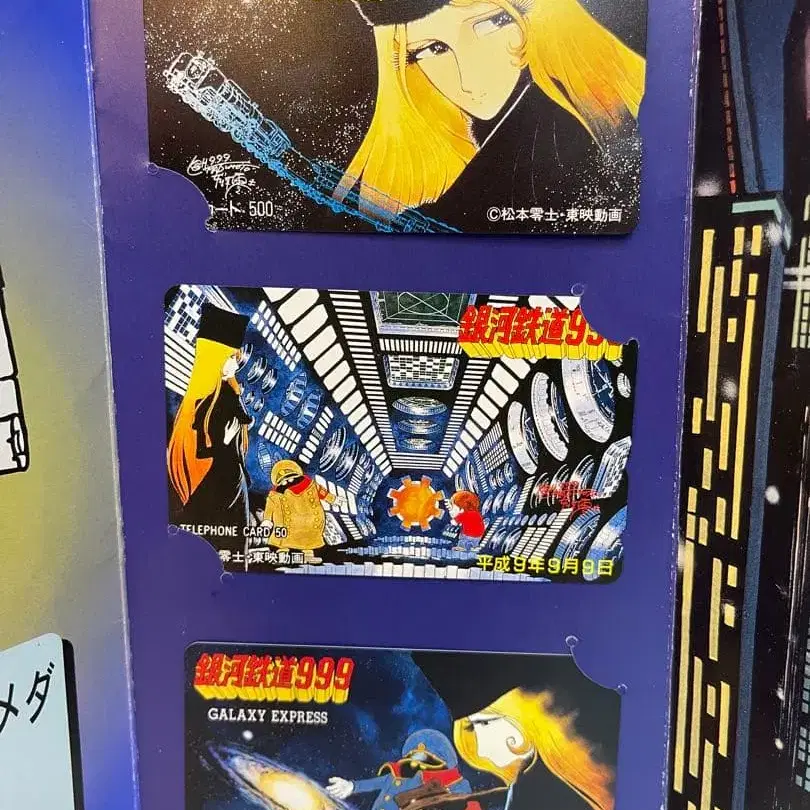 ード 500
©松本零士・東映動画
銀河鉄道99
TELEPHONE CARD 50
零士・東映動画
平成9年9月9日
銀河鉄道999
GALAXY EXPRESS
メダ